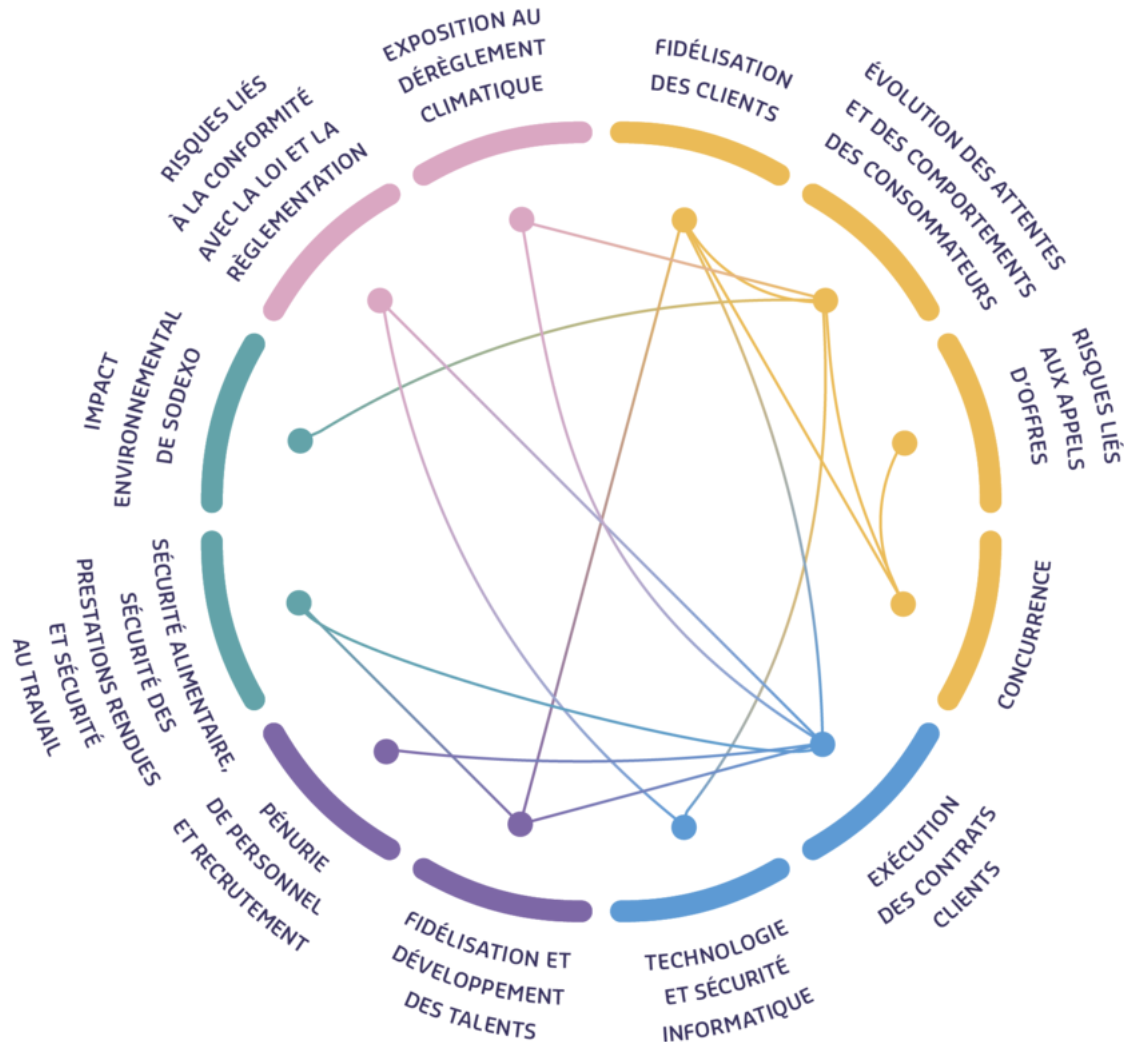 EXPOSITION AU
DÉRÈGLEMENT
CLIMATIQUE
FIDÉLISATION
DES CLIENTS
ÉVOLUTION DES ATTENTES
ET DES COMPORTEMENTS
DES CONSOMMATEURS
RISQUES LIÉS
AUX APPELS
D'OFFRES
CONCURRENCE
EXÉCUTION
DES CONTRATS
CLIENTS
TECHNOLOGIE
ET SÉCURITÉ
INFORMATIQUE
FIDÉLISATION ET
DÉVELOPPEMENT
DES TALENTS
PÉNURIE
DE PERSONNEL
ET RECRUTEMENT
SÉCURITÉ ALIMENTAIRE,
SÉCURITÉ DES
PRESTATIONS RENDUES
ET SÉCURITÉ
AU TRAVAIL
IMPACT
ENVIRONNEMENTAL
DE SODEXO
RISQUES LIÉS
À LA CONFORMITÉ
AVEC LA LOI ET LA
RÈGLEMENTATION